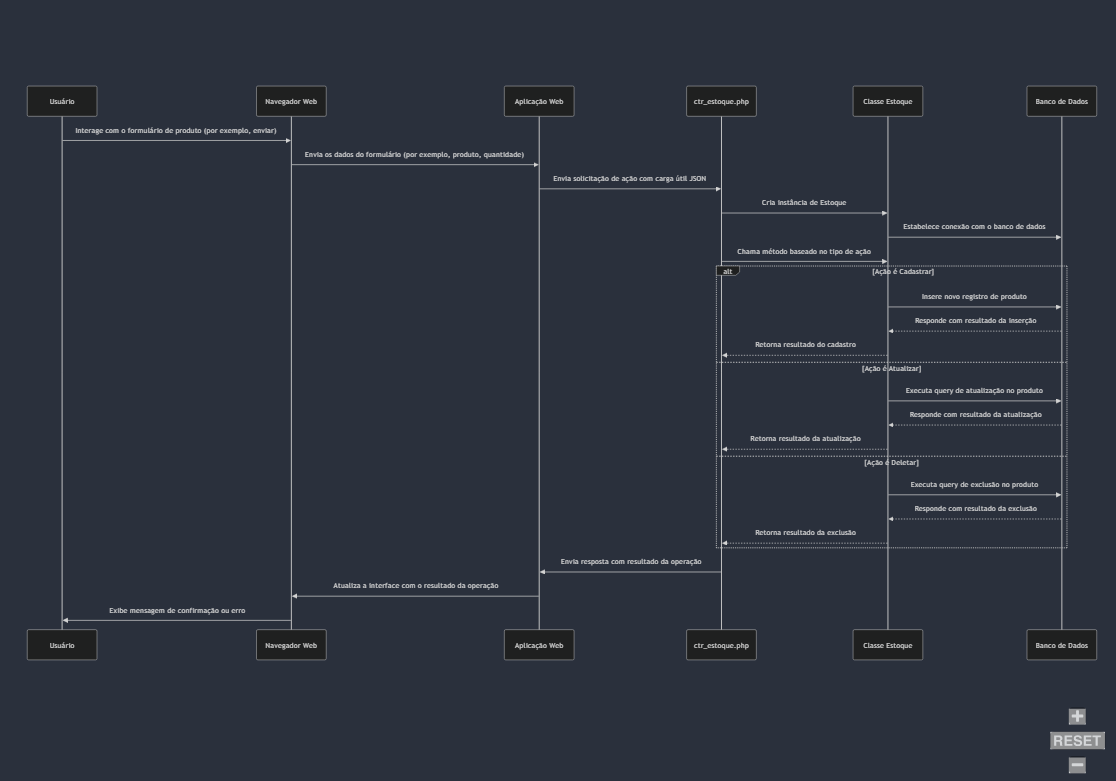 Usuário
Navegador Web
Aplicação Web
ctr_estoque.php
Classe Estoque
Banco de Dados
Interage com o formulário de produto (por exemplo, enviar)
Envia os dados do formulário (por exemplo, produto, quantidade)
Envia solicitação de ação com carga útil JSON
Cria instância de Estoque
Estabelece conexão com o banco de dados
Chama método baseado no tipo de ação
alt
[Ação é Cadastrar]
Insere novo registro de produto
Responde com resultado da inserção
Retorna resultado do cadastro
[Ação é Atualizar]
Executa query de atualização no produto
Responde com resultado da atualização
Retorna resultado da atualização
[Ação é Deletar]
Executa query de exclusão no produto
Responde com resultado da exclusão
Retorna resultado da exclusão
Envia resposta com resultado da operação
Atualiza a interface com o resultado da operação
Exibe mensagem de confirmação ou erro
Usuário
Navegador Web
Aplicação Web
ctr_estoque.php
Classe Estoque
Banco de Dados
+
RESET
−